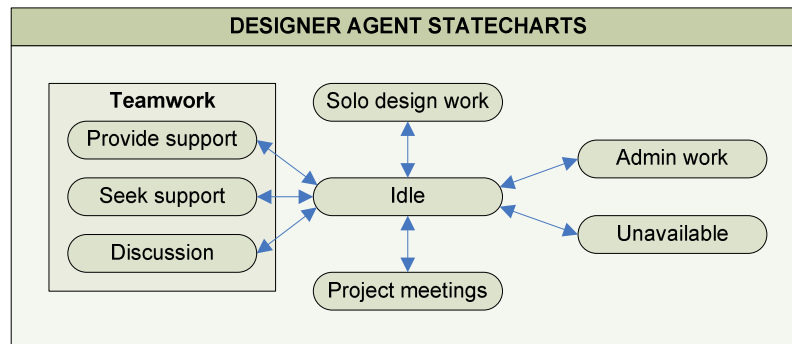 DESIGNER AGENT STATECHARTS
Teamwork
Provide support
Seek support
Discussion
Solo design work
Idle
Project meetings
Admin work
Unavailable